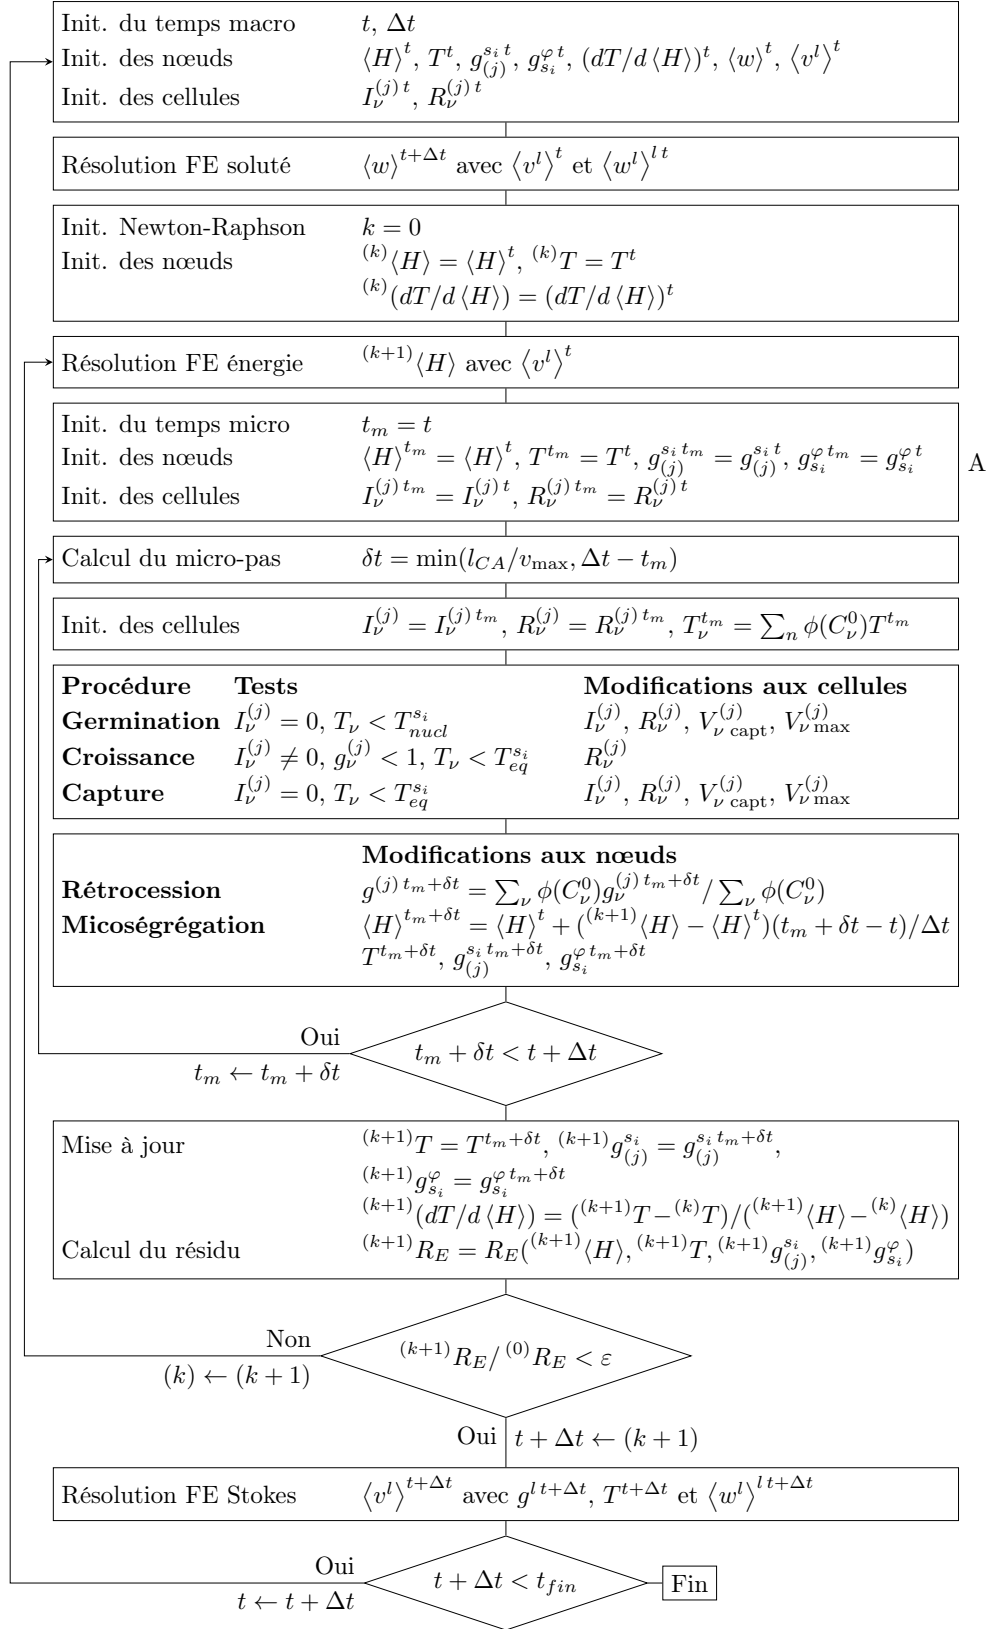 Init. du temps macro t, Δt
Init. des nœuds ⟨H⟩^t, T^t, g_{(j)}^{s_i t}, g_{s_i}^{φ t}, (dT/d⟨H⟩)^t, ⟨w⟩^t, ⟨v^l⟩^t
Init. des cellules I_ν^{(j) t}, R_ν^{(j) t}
Résolution FE soluté ⟨w⟩^{t+Δt} avec ⟨v^l⟩^t et ⟨w^l⟩^{l t}
Init. Newton-Raphson k = 0
Init. des nœuds ^{(k)}⟨H⟩ = ⟨H⟩^t, ^{(k)}T = T^t
^{(k)}(dT/d⟨H⟩) = (dT/d⟨H⟩)^t
Résolution FE énergie ^{(k+1)}⟨H⟩ avec ⟨v^l⟩^t
Init. du temps micro t_m = t
Init. des nœuds ⟨H⟩^{t_m} = ⟨H⟩^t, T^{t_m} = T^t, g_{(j)}^{s_i t_m} = g_{(j)}^{s_i t}, g_{s_i}^{φ t_m} = g_{s_i}^{φ t}
A
Init. des cellules I_ν^{(j) t_m} = I_ν^{(j) t}, R_ν^{(j) t_m} = R_ν^{(j) t}
Calcul du micro-pas δt = min(l_{CA}/v_{max}, Δt − t_m)
Init. des cellules I_ν^{(j)} = I_ν^{(j) t_m}, R_ν^{(j)} = R_ν^{(j) t_m}, T_ν^{t_m} = ∑_n ϕ(C_ν^0)T^{t_m}
Procédure Tests Modifications aux cellules
Germination I_ν^{(j)} = 0, T_ν < T_{nucl}^{s_i} I_ν^{(j)}, R_ν^{(j)}, V_{ν capt}^{(j)}, V_{ν max}^{(j)}
Croissance I_ν^{(j)} ≠ 0, g_ν^{(j)} < 1, T_ν < T_{eq}^{s_i} R_ν^{(j)}
Capture I_ν^{(j)} = 0, T_ν < T_{eq}^{s_i} I_ν^{(j)}, R_ν^{(j)}, V_{ν capt}^{(j)}, V_{ν max}^{(j)}
Modifications aux nœuds
Rétrocession g^{(j) t_m+δt} = ∑_ν ϕ(C_ν^0)g_ν^{(j) t_m+δt} / ∑_ν ϕ(C_ν^0)
Micoségrégation ⟨H⟩^{t_m+δt} = ⟨H⟩^t + (^{(k+1)}⟨H⟩ − ⟨H⟩^t)(t_m + δt − t)/Δt
T^{t_m+δt}, g_{(j)}^{s_i t_m+δt}, g_{s_i}^{φ t_m+δt}
Oui
t_m + δt < t + Δt
t_m ← t_m + δt
Mise à jour ^{(k+1)}T = T^{t_m+δt}, ^{(k+1)}g_{(j)}^{s_i} = g_{(j)}^{s_i t_m+δt},
^{(k+1)}g_{s_i}^φ = g_{s_i}^{φ t_m+δt}
^{(k+1)}(dT/d⟨H⟩) = (^{(k+1)}T − ^{(k)}T)/(^{(k+1)}⟨H⟩ − ^{(k)}⟨H⟩)
Calcul du résidu ^{(k+1)}R_E = R_E(^{(k+1)}⟨H⟩, ^{(k+1)}T, ^{(k+1)}g_{(j)}^{s_i}, ^{(k+1)}g_{s_i}^φ)
Non
^{(k+1)}R_E / ^{(0)}R_E < ε
(k) ← (k + 1)
Oui t + Δt ← (k + 1)
Résolution FE Stokes ⟨v^l⟩^{t+Δt} avec g^{l t+Δt}, T^{t+Δt} et ⟨w^l⟩^{l t+Δt}
Oui
t + Δt < t_{fin} Fin
t ← t + Δt